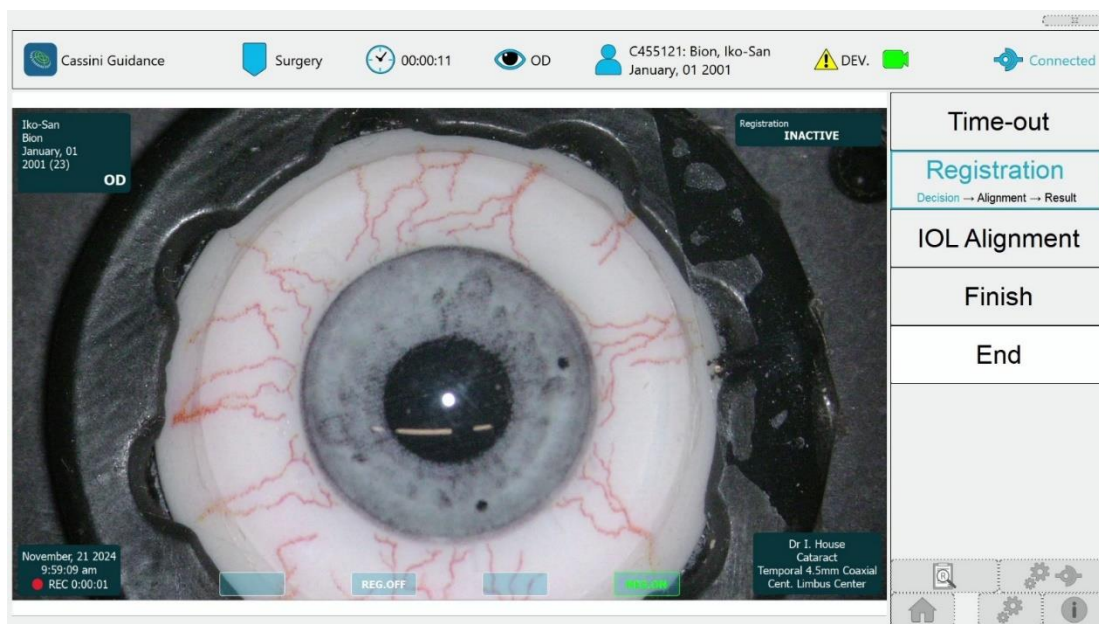 Cassini Guidance
Surgery
00:00:11
OD
C455121: Bion, Iko-San
January, 01 2001
DEV.
Connected
Iko-San
Bion
January, 01
2001 (23)
OD
Registration
INACTIVE
Time-out
Registration
Decision → Alignment → Result
IOL Alignment
Finish
End
November, 21 2024
9:59:09 am
REC 0:00:01
REG.OFF
REG.ON
Dr I. House
Cataract
Temporal 4.5mm Coaxial
Cent. Limbus Center
R